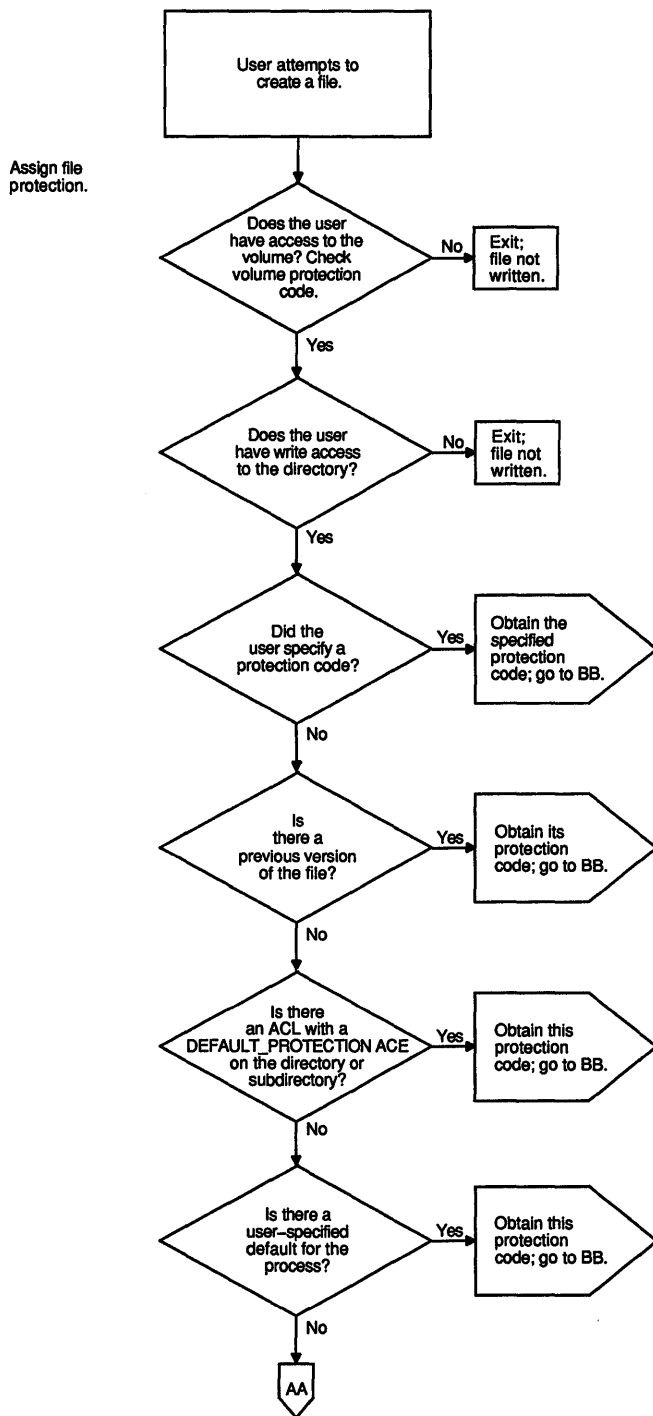 User attempts to
create a file.
Assign file
protection.
Does the user
have access to the
volume? Check
volume protection
code.
No
Exit;
file not
written.
Yes
Does the user
have write access
to the directory?
No
Exit;
file not
written.
Yes
Did the
user specify a
protection code?
Yes
Obtain the
specified
protection
code; go to BB.
No
Is
there a
previous version
of the file?
Yes
Obtain its
protection
code; go to BB.
No
Is there
an ACL with a
DEFAULT_PROTECTION ACE
on the directory or
subdirectory?
Yes
Obtain this
protection
code; go to BB.
No
Is there a
user–specified
default for the
process?
Yes
Obtain this
protection
code; go to BB.
No
AA